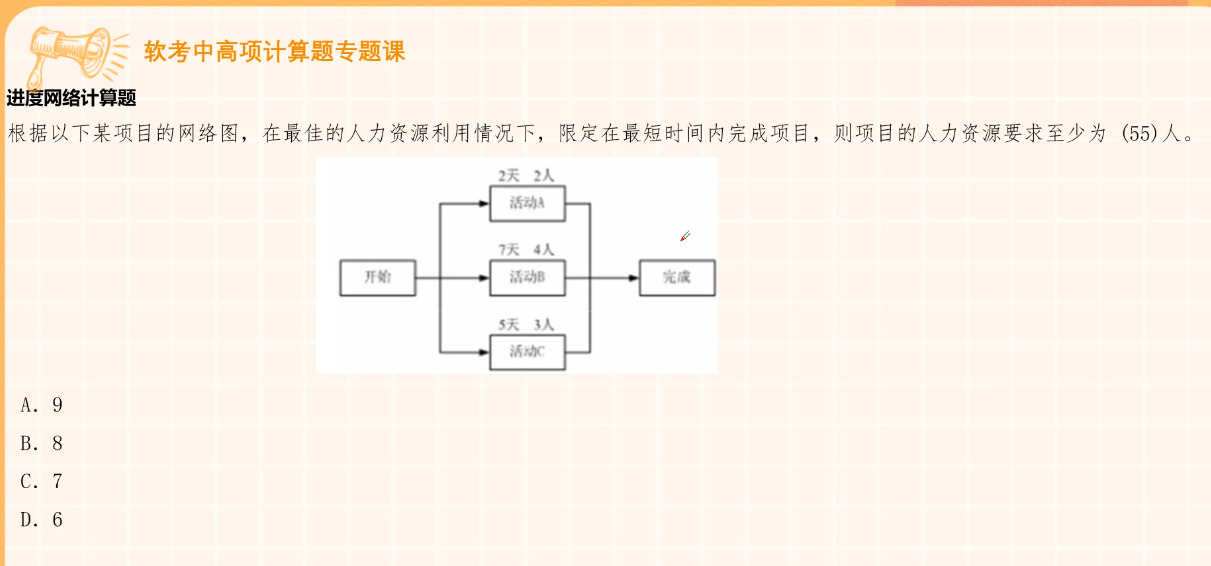 软考中高项计算题专题课
进度网络计算题
根据以下某项目的网络图，在最佳的人力资源利用情况下，限定在最短时间内完成项目，则项目的人力资源要求至少为 (55)人。
2天 2人
活动A
7天 4人
开始
活动B
完成
5天 3人
活动C
A. 9
B. 8
C. 7
D. 6